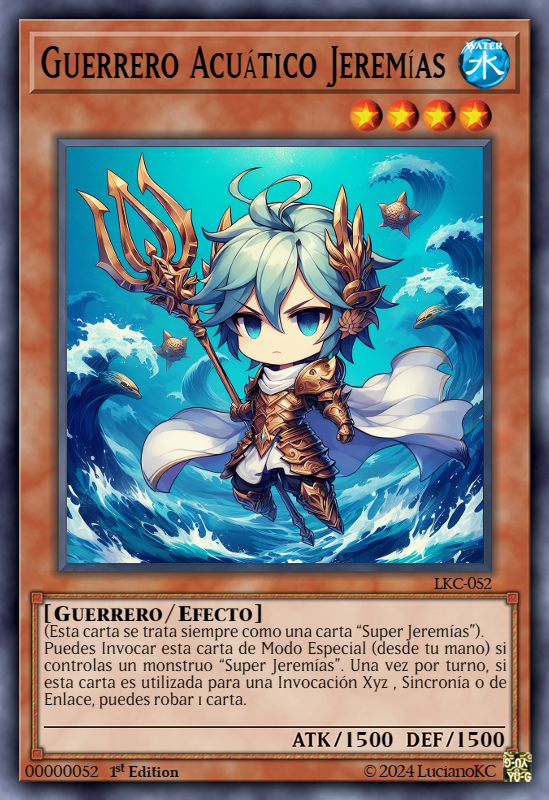 Guerrero Acuático Jeremías
WATER
水
LKC-052
[Guerrero/Efecto]
(Esta carta se trata siempre como una carta “Super Jeremías”).
Puedes Invocar esta carta de Modo Especial (desde tu mano) si
controlas un monstruo “Super Jeremías”. Una vez por turno, si
esta carta es utilizada para una Invocación Xyz , Sincronía o de
Enlace, puedes robar 1 carta.
ATK/1500 DEF/1500
00000052 1st Edition © 2024 LucianoKC